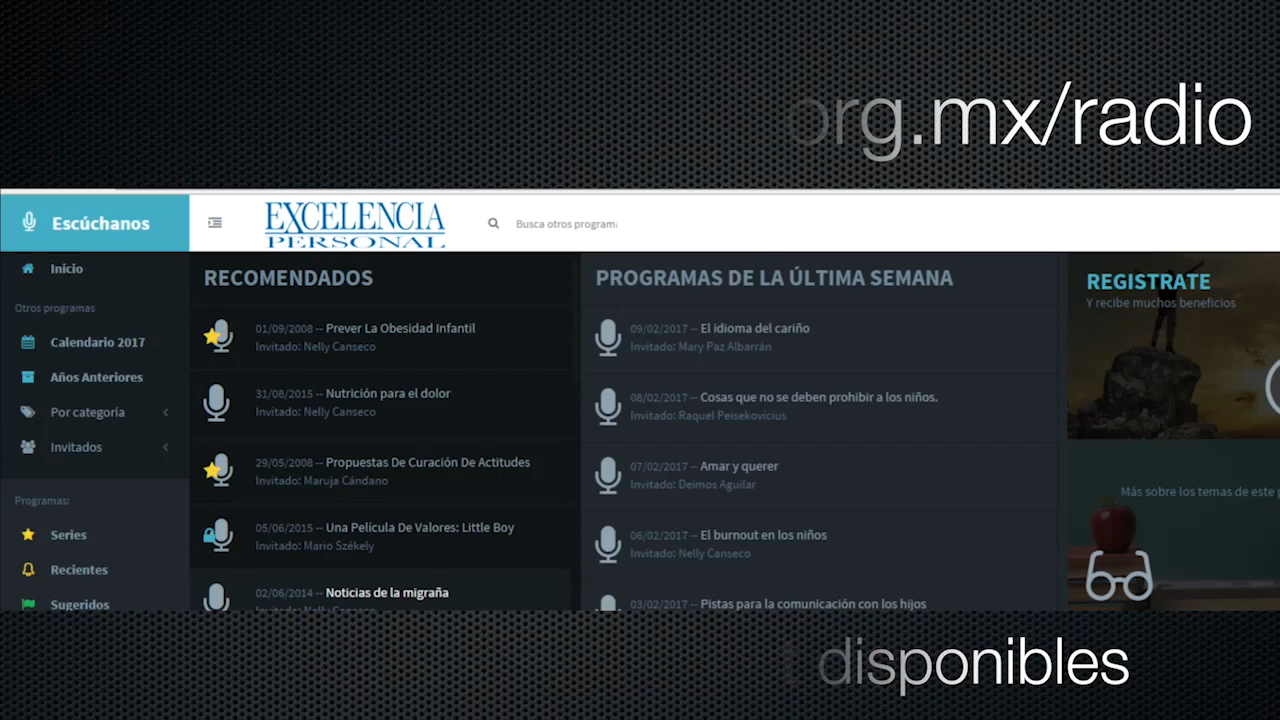 org.mx/radio
Escúchanos
EXCELENCIA
PERSONAL
Busca otros programa
Inicio
Otros programas
Calendario 2017
Años Anteriores
Por categoría
Invitados
Programas:
Series
Recientes
Sugeridos
RECOMENDADOS
01/09/2008 -- Prever La Obesidad Infantil
Invitado: Nelly Canseco
31/08/2015 -- Nutrición para el dolor
Invitado: Nelly Canseco
29/05/2008 -- Propuestas De Curación De Actitudes
Invitado: Maruja Cándano
05/06/2015 -- Una Película De Valores: Little Boy
Invitado: Mario Székely
02/06/2014 -- Noticias de la migraña
Invitado: Nelly Canseco
PROGRAMAS DE LA ÚLTIMA SEMANA
09/02/2017 -- El idioma del cariño
Invitado: Mary Paz Albarrán
08/02/2017 -- Cosas que no se deben prohibir a los niños.
Invitado: Raquel Peisekovicius
07/02/2017 -- Amar y querer
Invitado: Deimos Aguilar
06/02/2017 -- El burnout en los niños
Invitado: Nelly Canseco
03/02/2017 -- Pistas para la comunicación con los hijos
REGISTRATE
Y recibe muchos beneficios
Más sobre los temas de este
disponibles